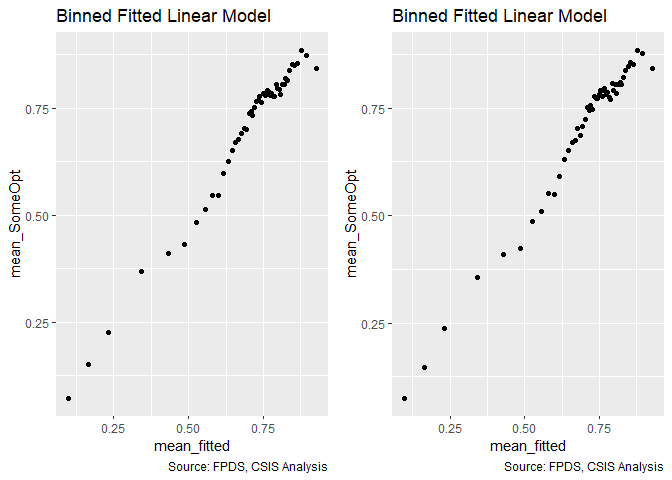 Binned Fitted Linear Model
mean_SomeOpt
0.75
0.50
0.25
0.25 0.50 0.75
mean_fitted
Source: FPDS, CSIS Analysis
Binned Fitted Linear Model
mean_SomeOpt
0.75
0.50
0.25
0.25 0.50 0.75
mean_fitted
Source: FPDS, CSIS Analysis